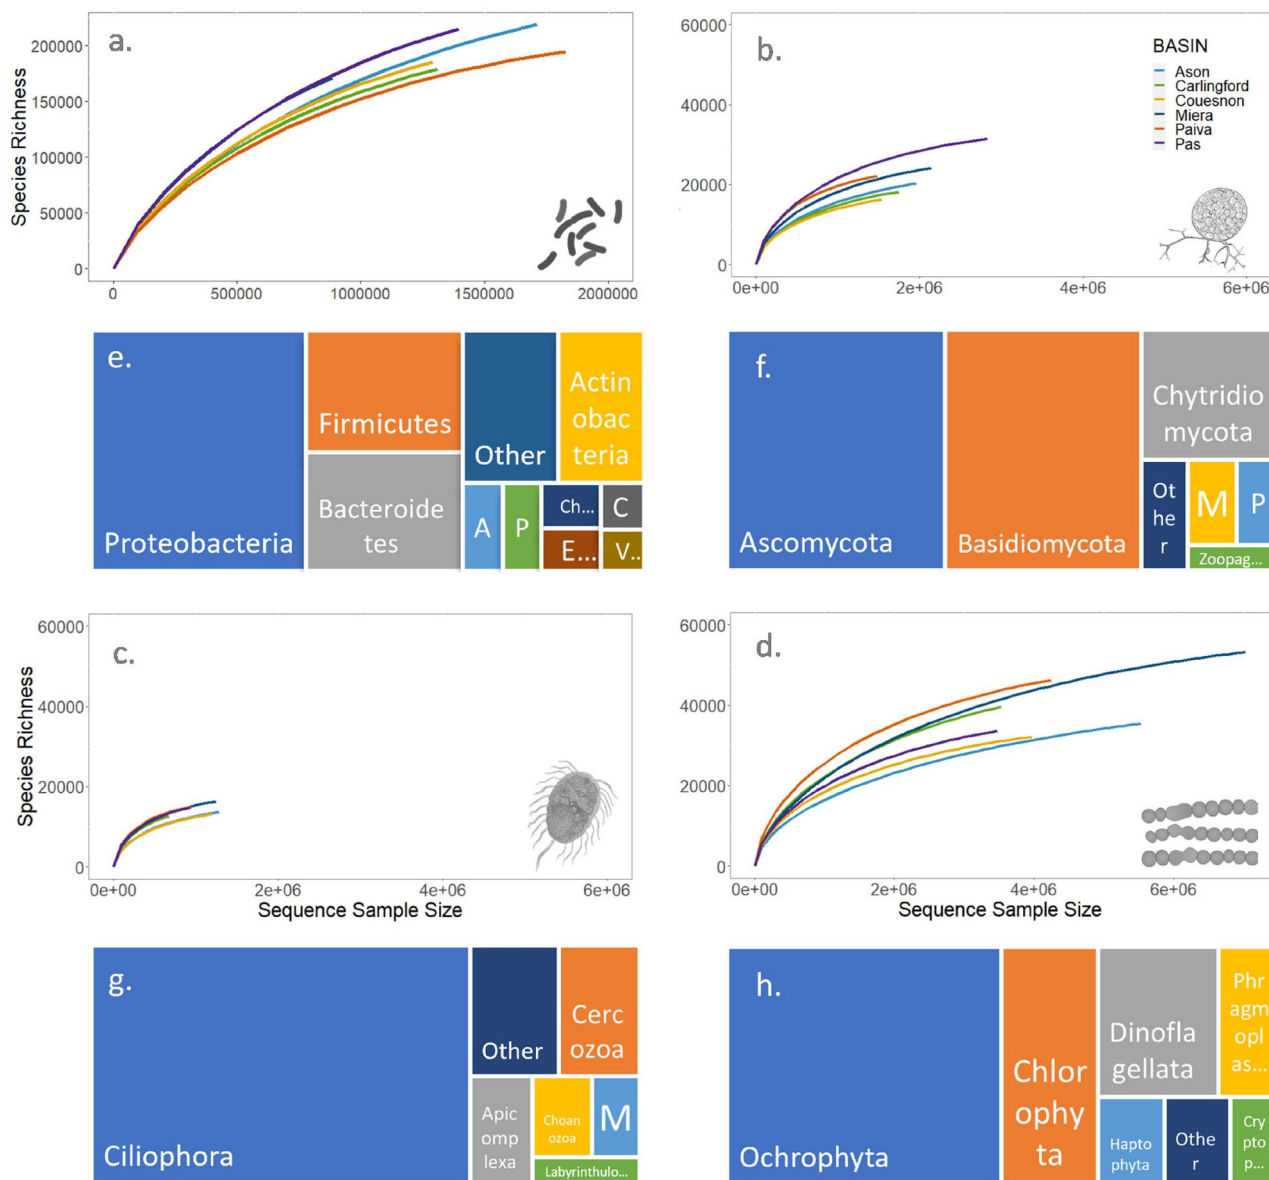 a.
Species Richness
200000
150000
100000
50000
0
0
500000
1000000
1500000
2000000
b.
60000
40000
20000
0
0e+00
2e+06
4e+06
6e+06
BASIN
Ason
Carlingford
Couesnon
Miera
Paiva
Pas
e.
Proteobacteria
Firmicutes
Bacteroide
tes
Other
Actin
obac
teria
A
P
Ch...
E...
C
V..
f.
Ascomycota
Basidiomycota
Chytridio
mycota
Ot
he
r
M
P
Zoopag...
c.
Species Richness
60000
40000
20000
0
0e+00
2e+06
4e+06
6e+06
Sequence Sample Size
d.
60000
40000
20000
0
0e+00
2e+06
4e+06
6e+06
Sequence Sample Size
g.
Ciliophora
Other
Cerc
ozoa
Apic
omp
lexa
Choan
ozoa
M
Labyrinthulo...
h.
Ochrophyta
Chlor
ophy
ta
Dinofla
gellata
Phr
agm
opl
as...
Hapto
phyta
Othe
r
Cry
pto
p...